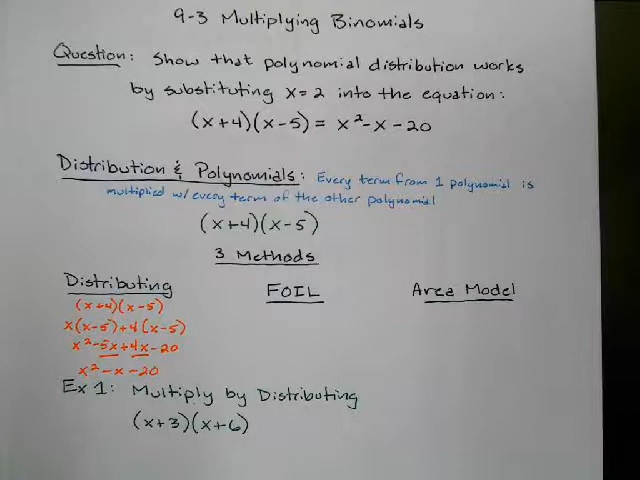 9-3 Multiplying Binomials
Question: Show that polynomial distribution works
by substituting x=2 into the equation:
(x+4)(x-5) = x²-x-20
Distribution & Polynomials: Every term from 1 polynomial is
multiplied w/every term of the other polynomial
(x+4)(x-5)
3 Methods
Distributing FOIL Area Model
(x+4)(x-5)
x(x-5)+4(x-5)
x²-5x+4x-20
x²-x-20
Ex 1: Multiply by Distributing
(x+3)(x+6)